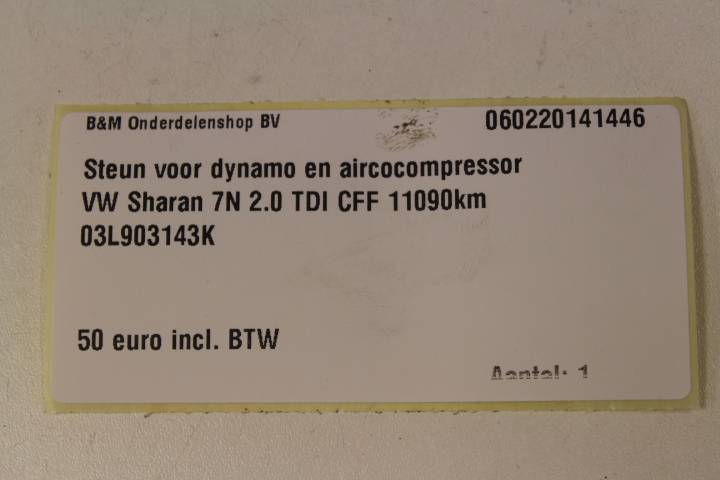 B&M Onderdelenshop BV 060220141446
Steun voor dynamo en aircocompressor
VW Sharan 7N 2.0 TDI CFF 11090km
03L903143K
50 euro incl. BTW
Aantal: 1